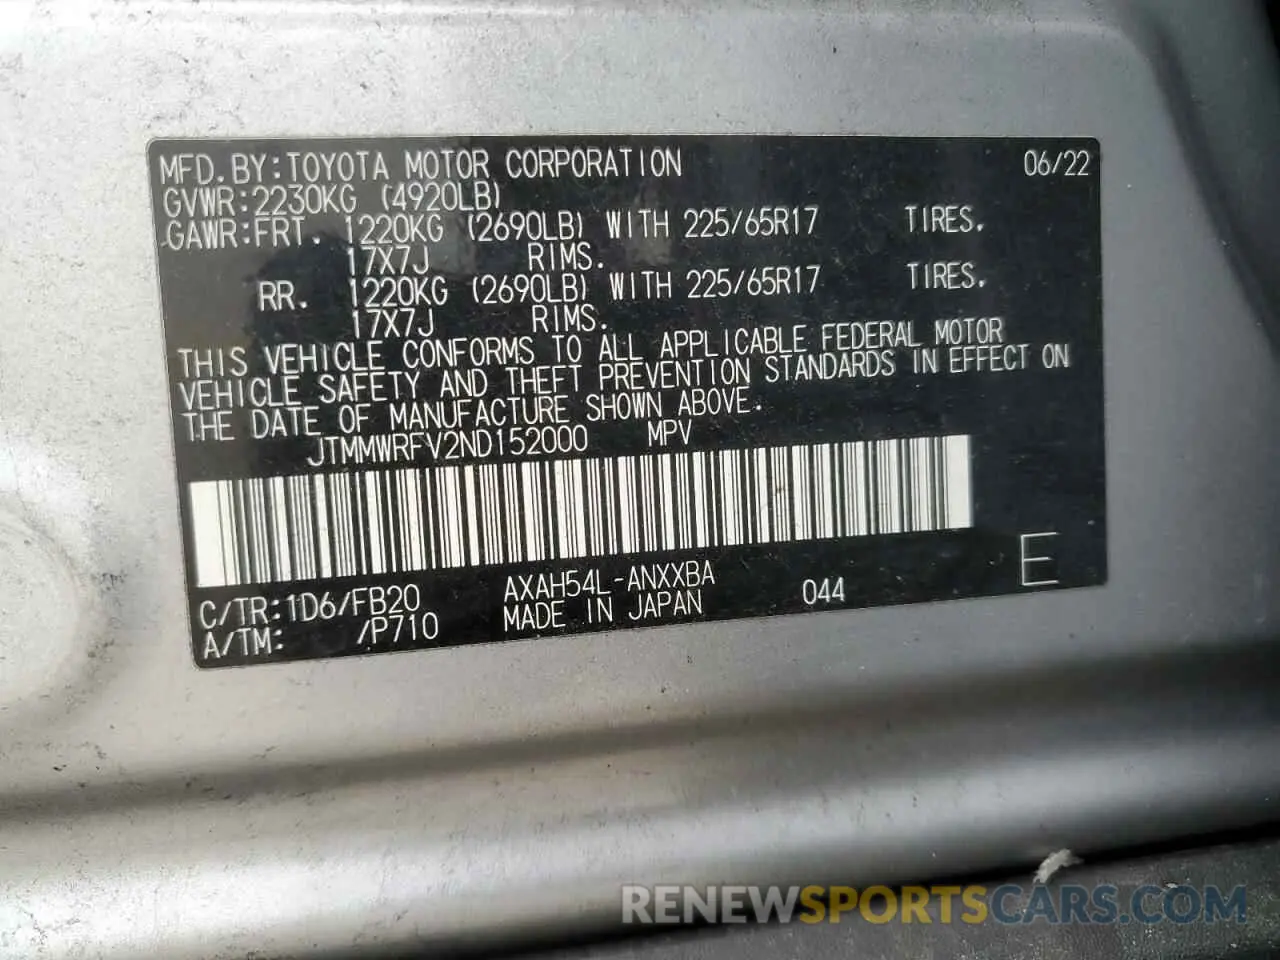 MFD.BY:TOYOTA MOTOR CORPORATION 06/22
GVWR:2230KG (4920LB)
GAWR:FRT. 1220KG (2690LB) WITH 225/65R17 TIRES.
17X7J RIMS.
RR. 1220KG (2690LB) WITH 225/65R17 TIRES.
17X7J RIMS.
THIS VEHICLE CONFORMS TO ALL APPLICABLE FEDERAL MOTOR
VEHICLE SAFETY AND THEFT PREVENTION STANDARDS IN EFFECT ON
THE DATE OF MANUFACTURE SHOWN ABOVE.
JTMMWRFV2ND152000 MPV
C/TR:1D6/FB20 AXAH54L-ANXXBA 044 E
A/TM: /P710 MADE IN JAPAN
RENEWSPORTSCARS.COM